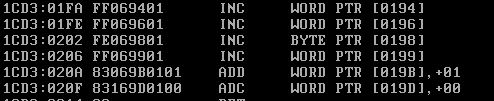 1CD3:01FA FF069401 INC WORD PTR [0194]
1CD3:01FE FF069601 INC WORD PTR [0196]
1CD3:0202 FE069801 INC BYTE PTR [0198]
1CD3:0206 FF069901 INC WORD PTR [0199]
1CD3:020A 83069B0101 ADD WORD PTR [019B],+01
1CD3:020F 83169D0100 ADC WORD PTR [019D],+00